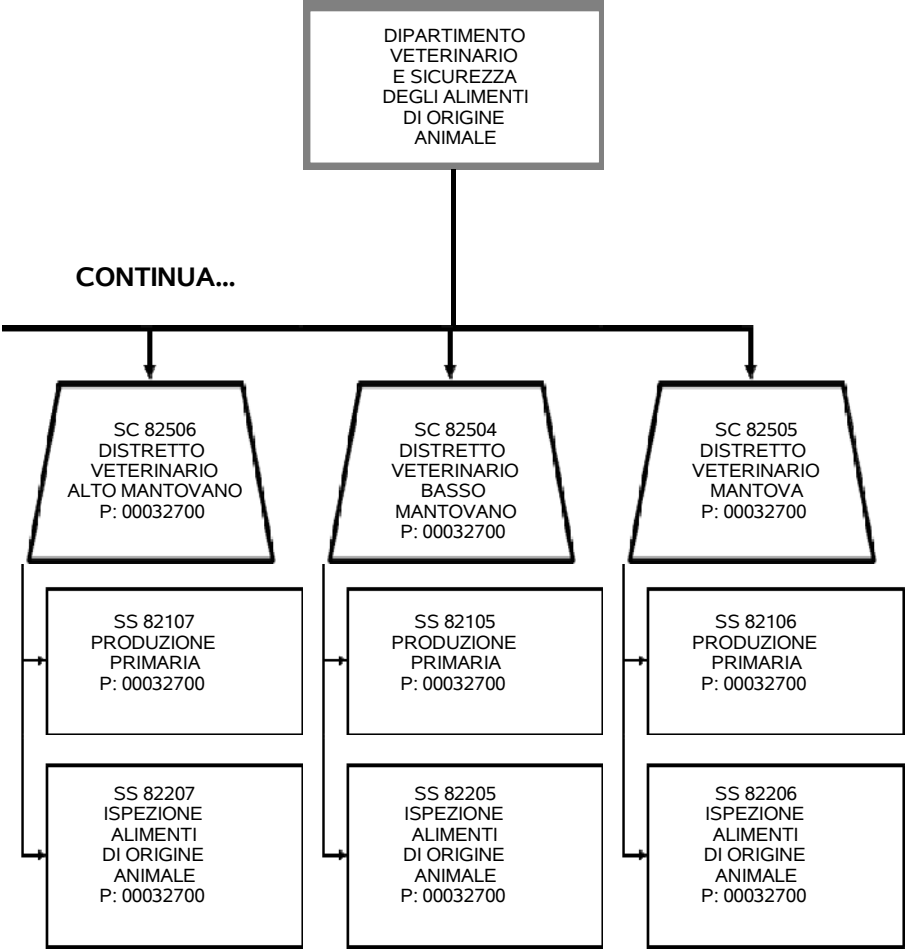 DIPARTIMENTO
VETERINARIO
E SICUREZZA
DEGLI ALIMENTI
DI ORIGINE
ANIMALE
CONTINUA...
SC 82506
DISTRETTO
VETERINARIO
ALTO MANTOVANO
P: 00032700
SC 82504
DISTRETTO
VETERINARIO
BASSO
MANTOVANO
P: 00032700
SC 82505
DISTRETTO
VETERINARIO
MANTOVA
P: 00032700
SS 82107
PRODUZIONE
PRIMARIA
P: 00032700
SS 82105
PRODUZIONE
PRIMARIA
P: 00032700
SS 82106
PRODUZIONE
PRIMARIA
P: 00032700
SS 82207
ISPEZIONE
ALIMENTI
DI ORIGINE
ANIMALE
P: 00032700
SS 82205
ISPEZIONE
ALIMENTI
DI ORIGINE
ANIMALE
P: 00032700
SS 82206
ISPEZIONE
ALIMENTI
DI ORIGINE
ANIMALE
P: 00032700